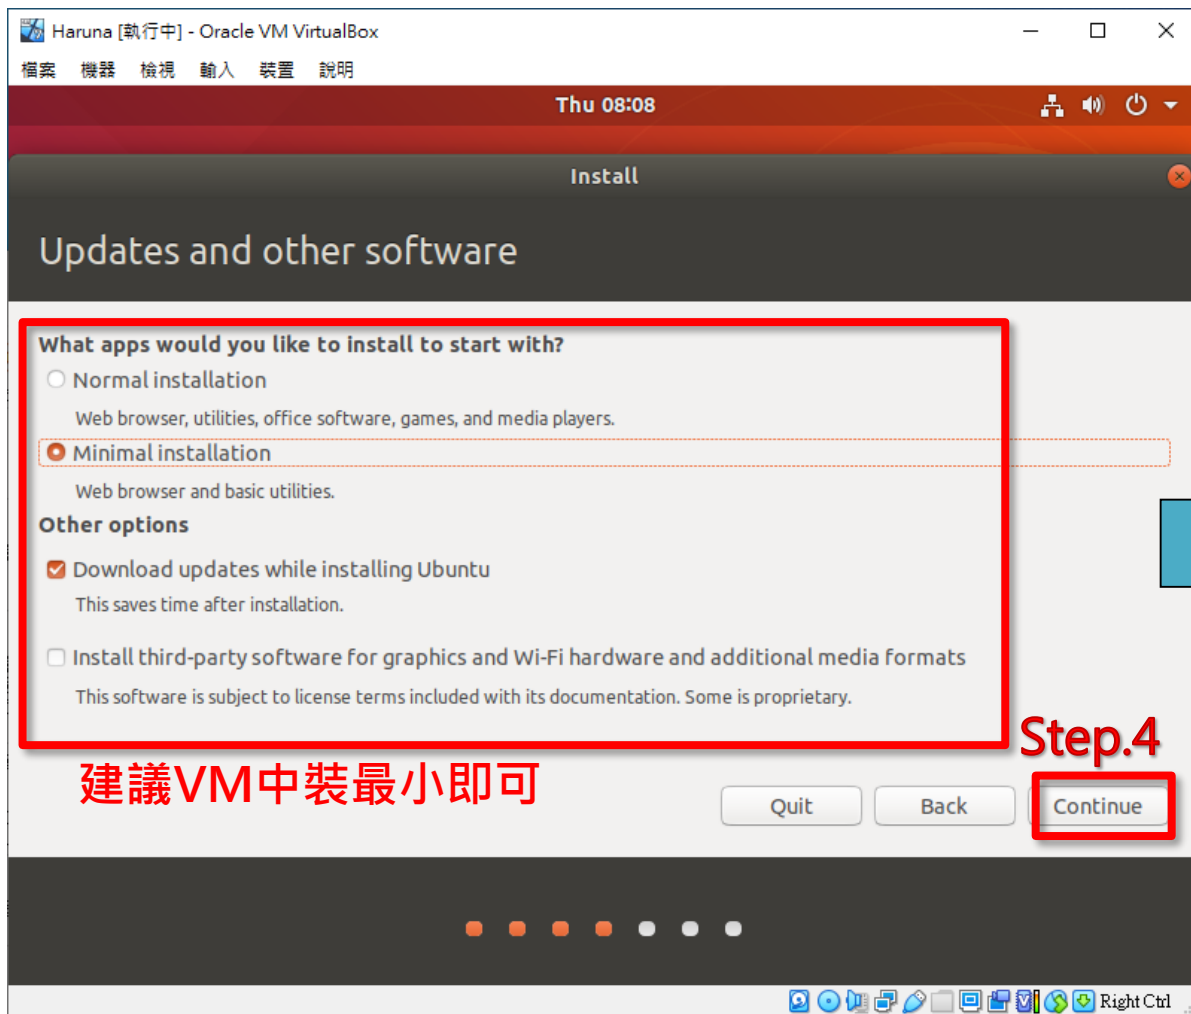 Haruna [執行中] - Oracle VM VirtualBox
檔案 機器 檢視 輸入 裝置 說明
Thu 08:08
Install
Updates and other software
What apps would you like to install to start with?
Normal installation
Web browser, utilities, office software, games, and media players.
Minimal installation
Web browser and basic utilities.
Other options
Download updates while installing Ubuntu
This saves time after installation.
Install third-party software for graphics and Wi-Fi hardware and additional media formats
This software is subject to license terms included with its documentation. Some is proprietary.
Step.4
建議VM中裝最小即可
Quit Back Continue
Right Ctrl